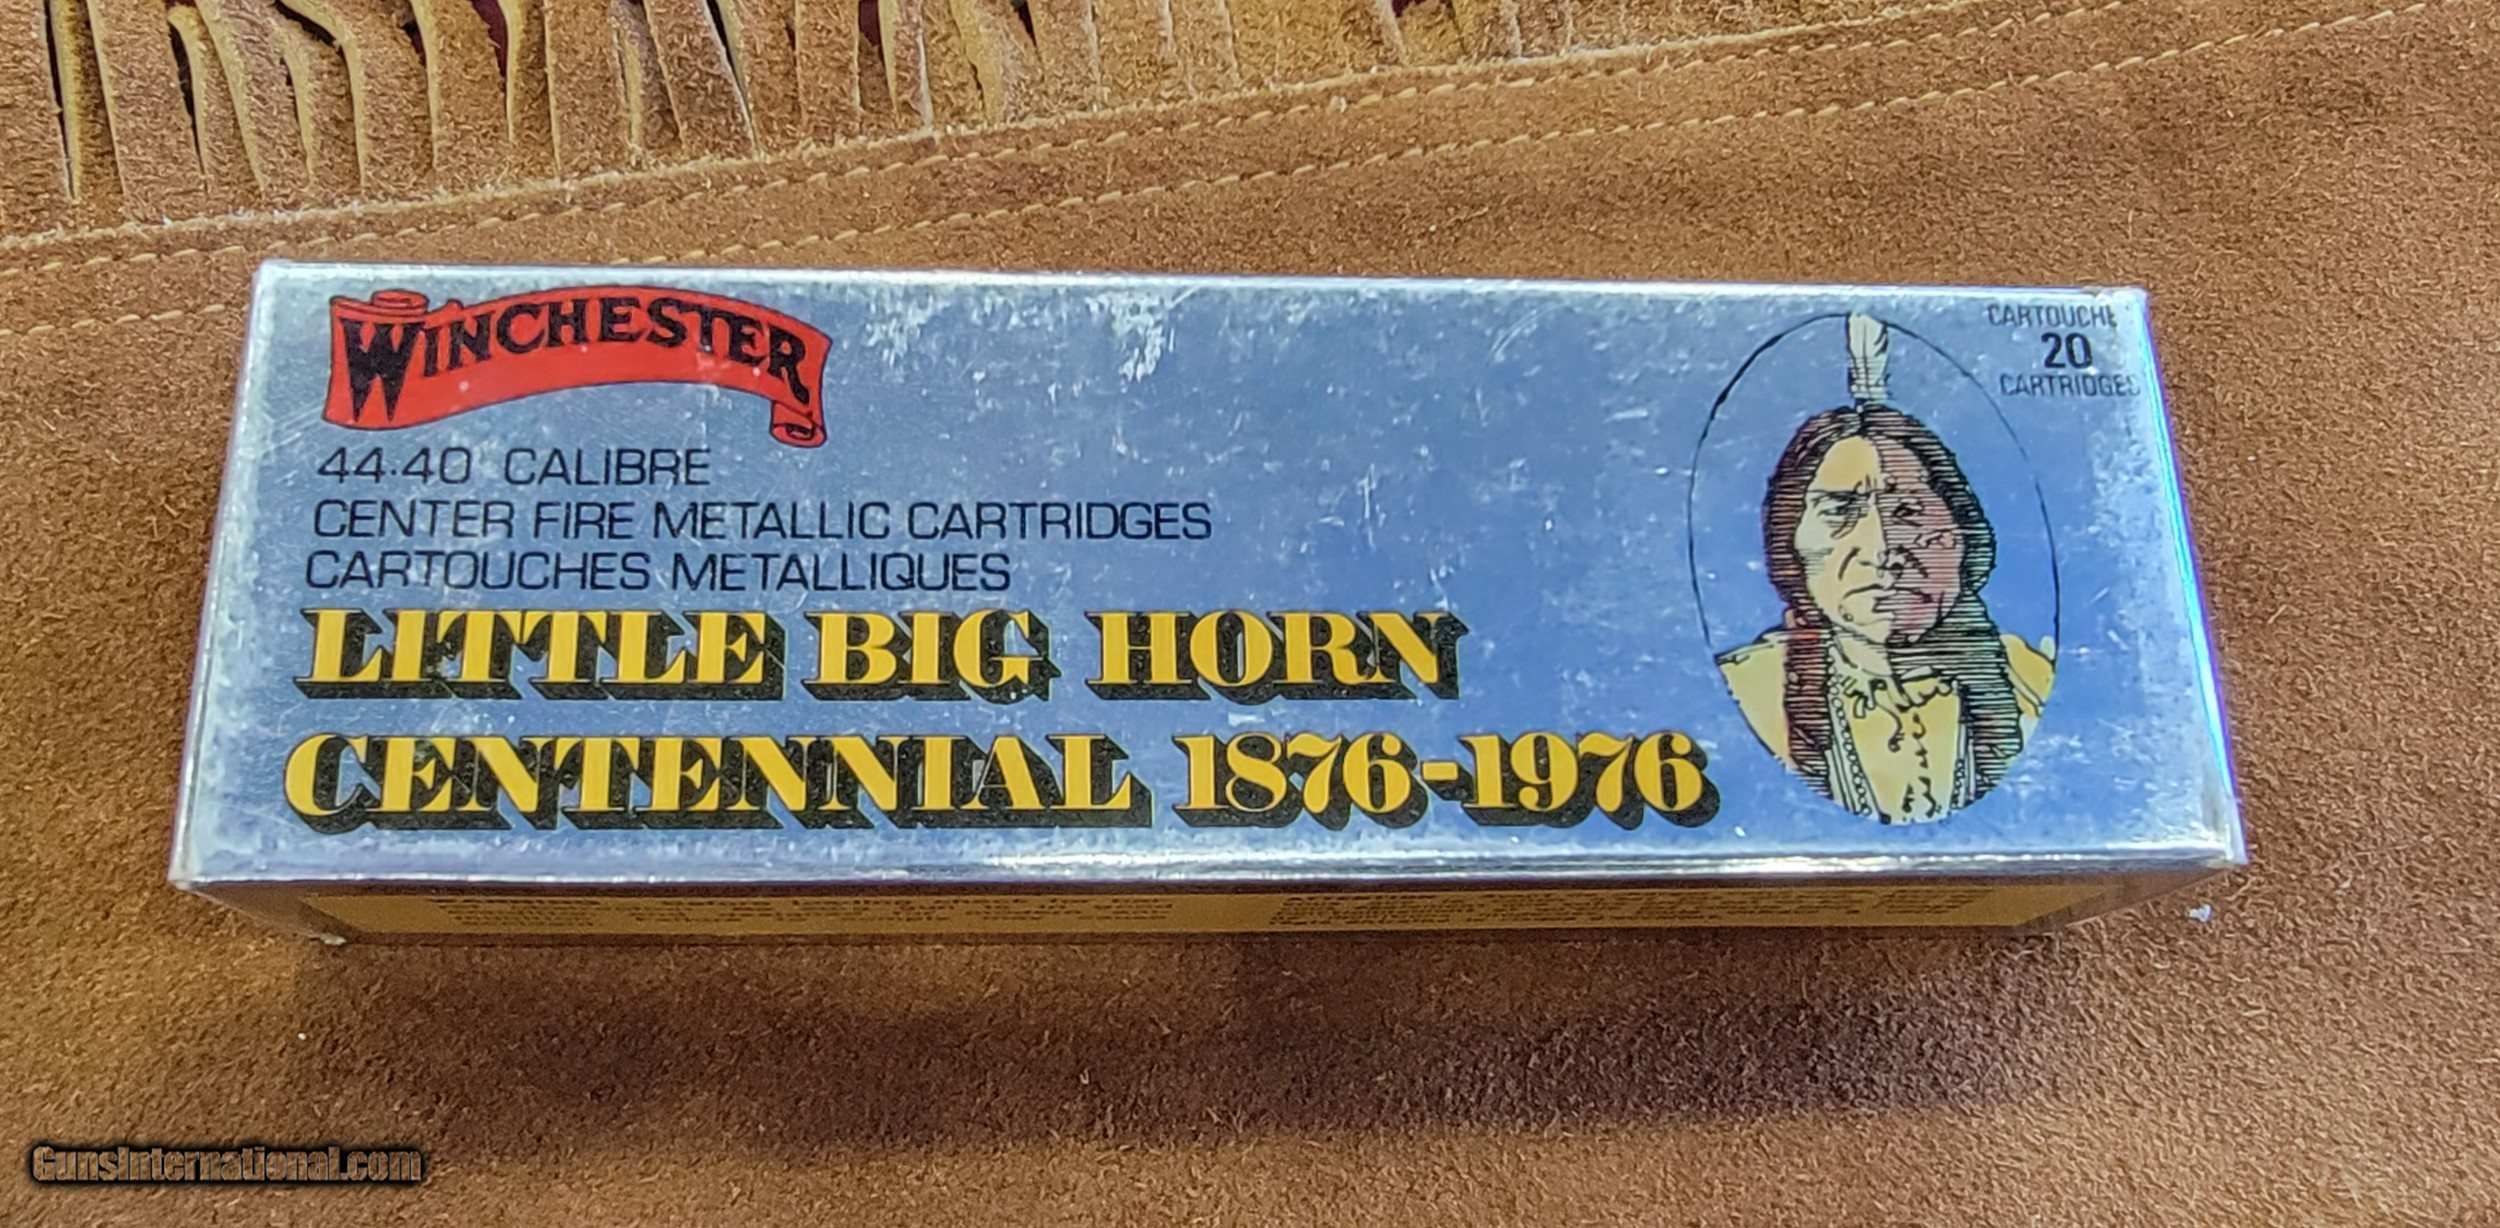 WINCHESTER
44-40 CALIBRE
CENTER FIRE METALLIC CARTRIDGES
CARTOUCHES METALLIQUES
LITTLE BIG HORN
CENTENNIAL 1876-1976
CARTOUCHE
20
CARTRIDGES
GunsInternational.com